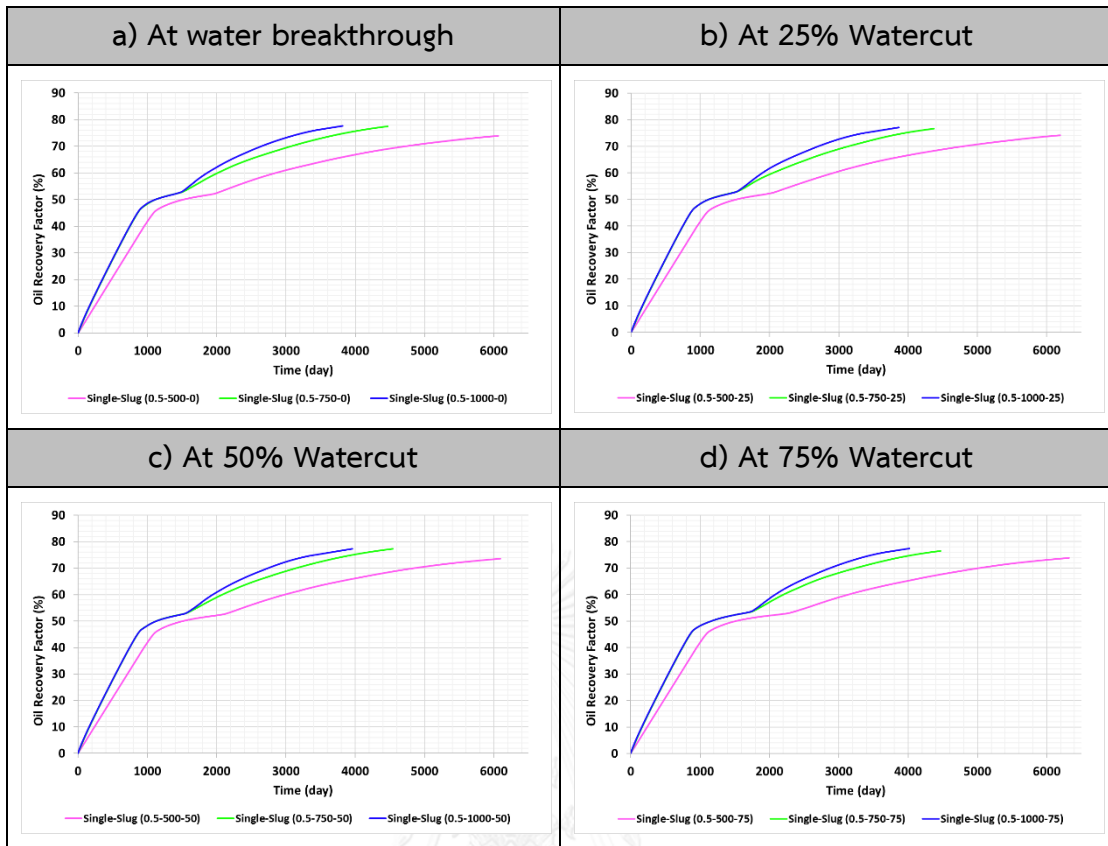 a) At water breakthrough
b) At 25% Watercut
Oil Recovery Factor (%)
90
80
70
60
50
40
30
20
10
0
0 1000 2000 3000 4000 5000 6000
Time (day)
Single-Slug (0.5-500-0) Single-Slug (0.5-750-0) Single-Slug (0.5-1000-0)
Oil Recovery Factor (%)
90
80
70
60
50
40
30
20
10
0
0 1000 2000 3000 4000 5000 6000
Time (day)
Single-Slug (0.5-500-25) Single-Slug (0.5-750-25) Single-Slug (0.5-1000-25)
c) At 50% Watercut
d) At 75% Watercut
Oil Recovery Factor (%)
90
80
70
60
50
40
30
20
10
0
0 1000 2000 3000 4000 5000 6000
Time (day)
Single-Slug (0.5-500-50) Single-Slug (0.5-750-50) Single-Slug (0.5-1000-50)
Oil Recovery Factor (%)
90
80
70
60
50
40
30
20
10
0
0 1000 2000 3000 4000 5000 6000
Time (day)
Single-Slug (0.5-500-75) Single-Slug (0.5-750-75) Single-Slug (0.5-1000-75)